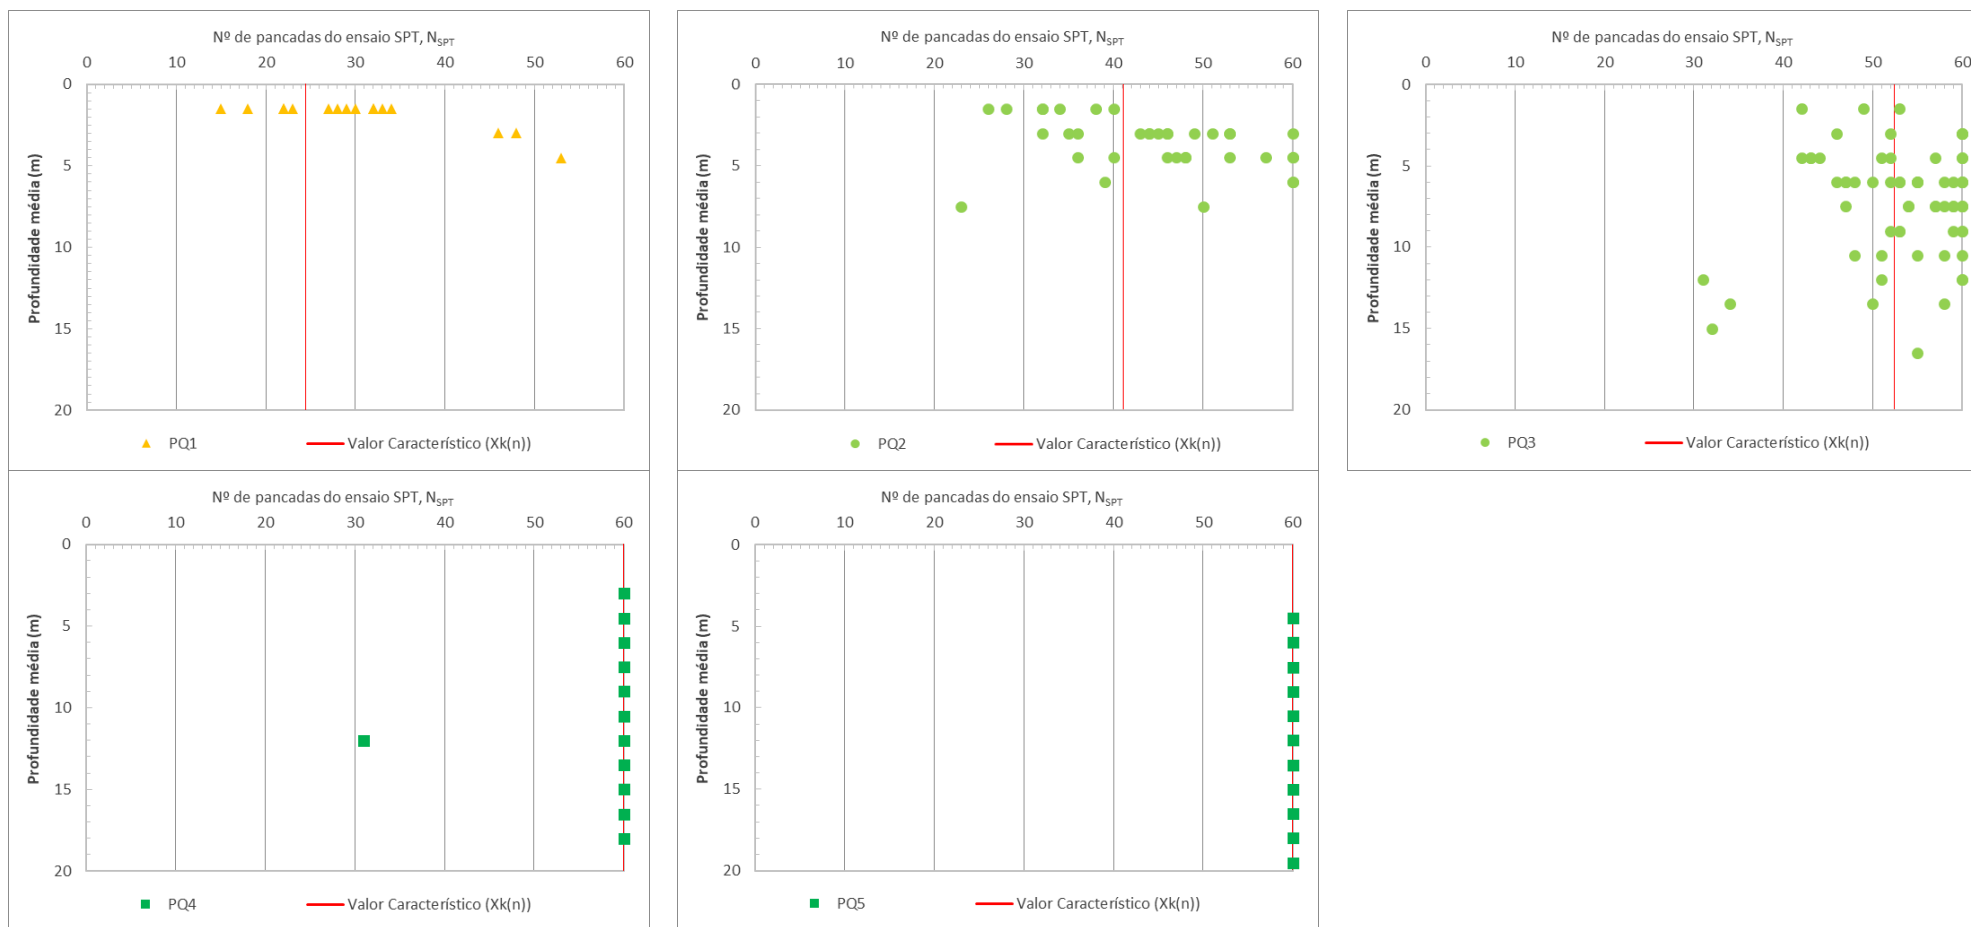 Nº de pancadas do ensaio SPT, NSPT
0 10 20 30 40 50 60
0
5
10
15
20
Profundidade média (m)
PQ1 Valor Característico (Xk(n))
Nº de pancadas do ensaio SPT, NSPT
0 10 20 30 40 50 60
0
5
10
15
20
Profundidade média (m)
PQ2 Valor Característico (Xk(n))
Nº de pancadas do ensaio SPT, NSPT
0 10 20 30 40 50 60
0
5
10
15
20
Profundidade média (m)
PQ3 Valor Característico (Xk(n))
Nº de pancadas do ensaio SPT, NSPT
0 10 20 30 40 50 60
0
5
10
15
20
Profundidade média (m)
PQ4 Valor Característico (Xk(n))
Nº de pancadas do ensaio SPT, NSPT
0 10 20 30 40 50 60
0
5
10
15
20
Profundidade média (m)
PQ5 Valor Característico (Xk(n))